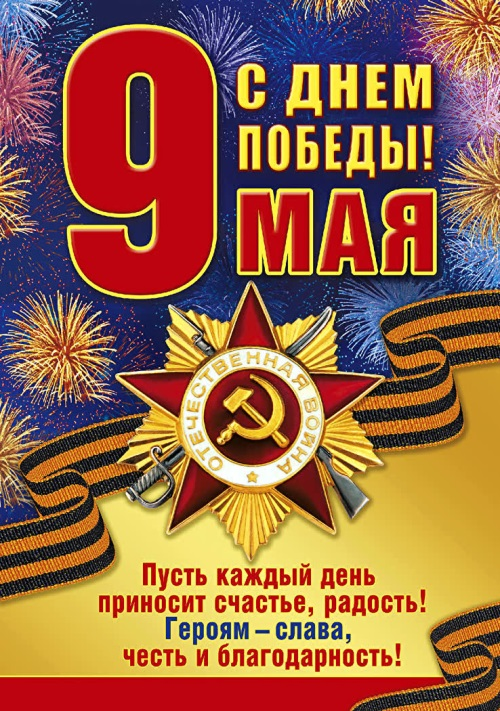 9
С ДНЕМ
ПОБЕДЫ!
МАЯ
ОТЕЧЕСТВЕННАЯ ВОЙНА
Пусть каждый день
приносит счастье, радость!
Героям – слава,
честь и благодарность!